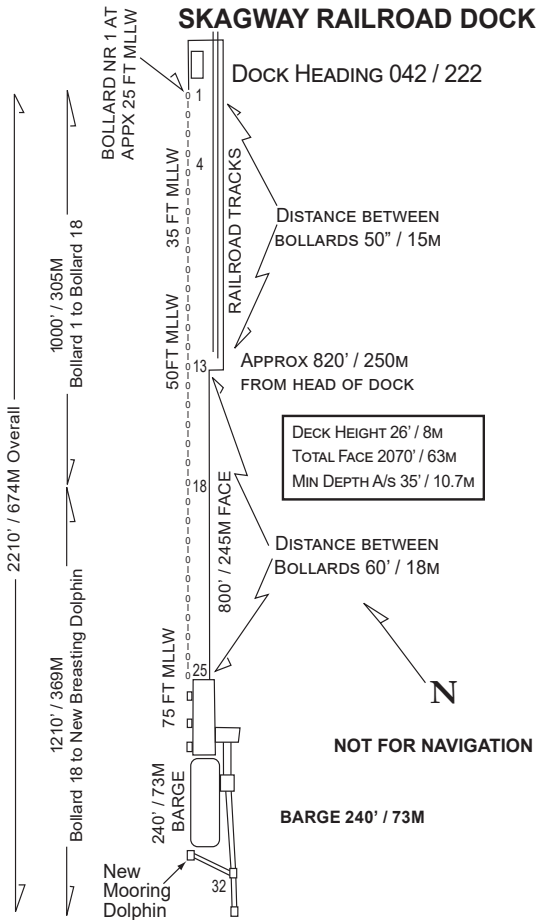 SKAGWAY RAILROAD DOCK
BOLLARD NR 1 AT
APPX 25 FT MLLW
DOCK HEADING 042 / 222
1
4
35 FT MLLW
RAILROAD TRACKS
DISTANCE BETWEEN
BOLLARDS 50” / 15M
1000’ / 305M
Bollard 1 to Bollard 18
50FT MLLW
13
APPROX 820’ / 250M
FROM HEAD OF DOCK
DECK HEIGHT 26’ / 8M
TOTAL FACE 2070’ / 63M
MIN DEPTH A/S 35’ / 10.7M
18
2210’ / 674M Overall
800’ / 245M FACE
DISTANCE BETWEEN
BOLLARDS 60’ / 18M
1210’ / 369M
Bollard 18 to New Breasting Dolphin
25
75 FT MLLW
N
NOT FOR NAVIGATION
240’ / 73M
BARGE
BARGE 240’ / 73M
New
Mooring
Dolphin
32